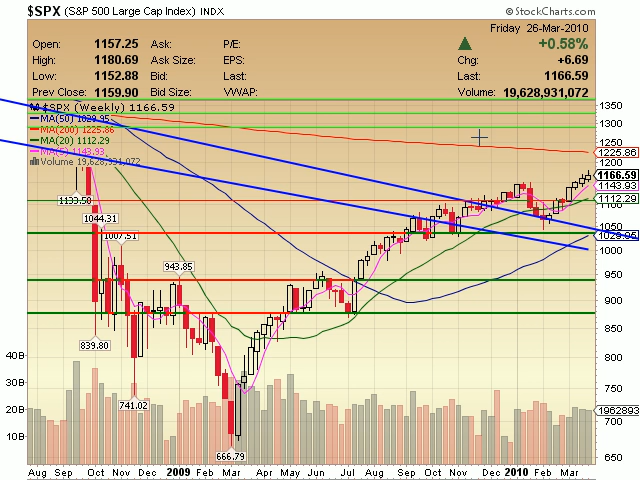 $SPX (S&P 500 Large Cap Index) INDX
© StockCharts.com
Friday 26-Mar-2010
Open: 1157.25 Ask: P/E: +0.58%
High: 1180.69 Ask Size: EPS: Chg: +6.69
Low: 1152.88 Bid: Last: Last: 1166.59
Prev Close: 1159.90 Bid Size: VWAP: Volume: 19,628,931,072
$SPX (Weekly) 1166.59
MA(50) 1029.95
MA(200) 1225.86
MA(20) 1112.29
MA(5) 1143.93
Volume 19,628,931,072
1350
1300
1250
1225.86
1200
1166.59
1143.93
1112.29
1100
1050
1029.95
1000
950
900
850
800
750
700
650
1133.50
1044.31
1007.51
943.85
839.80
741.02
666.79
40B
30B
20B
10B
1962893
Aug Sep Oct Nov Dec 2009 Feb Mar Apr May Jun Jul Aug Sep Oct Nov Dec 2010 Feb Mar